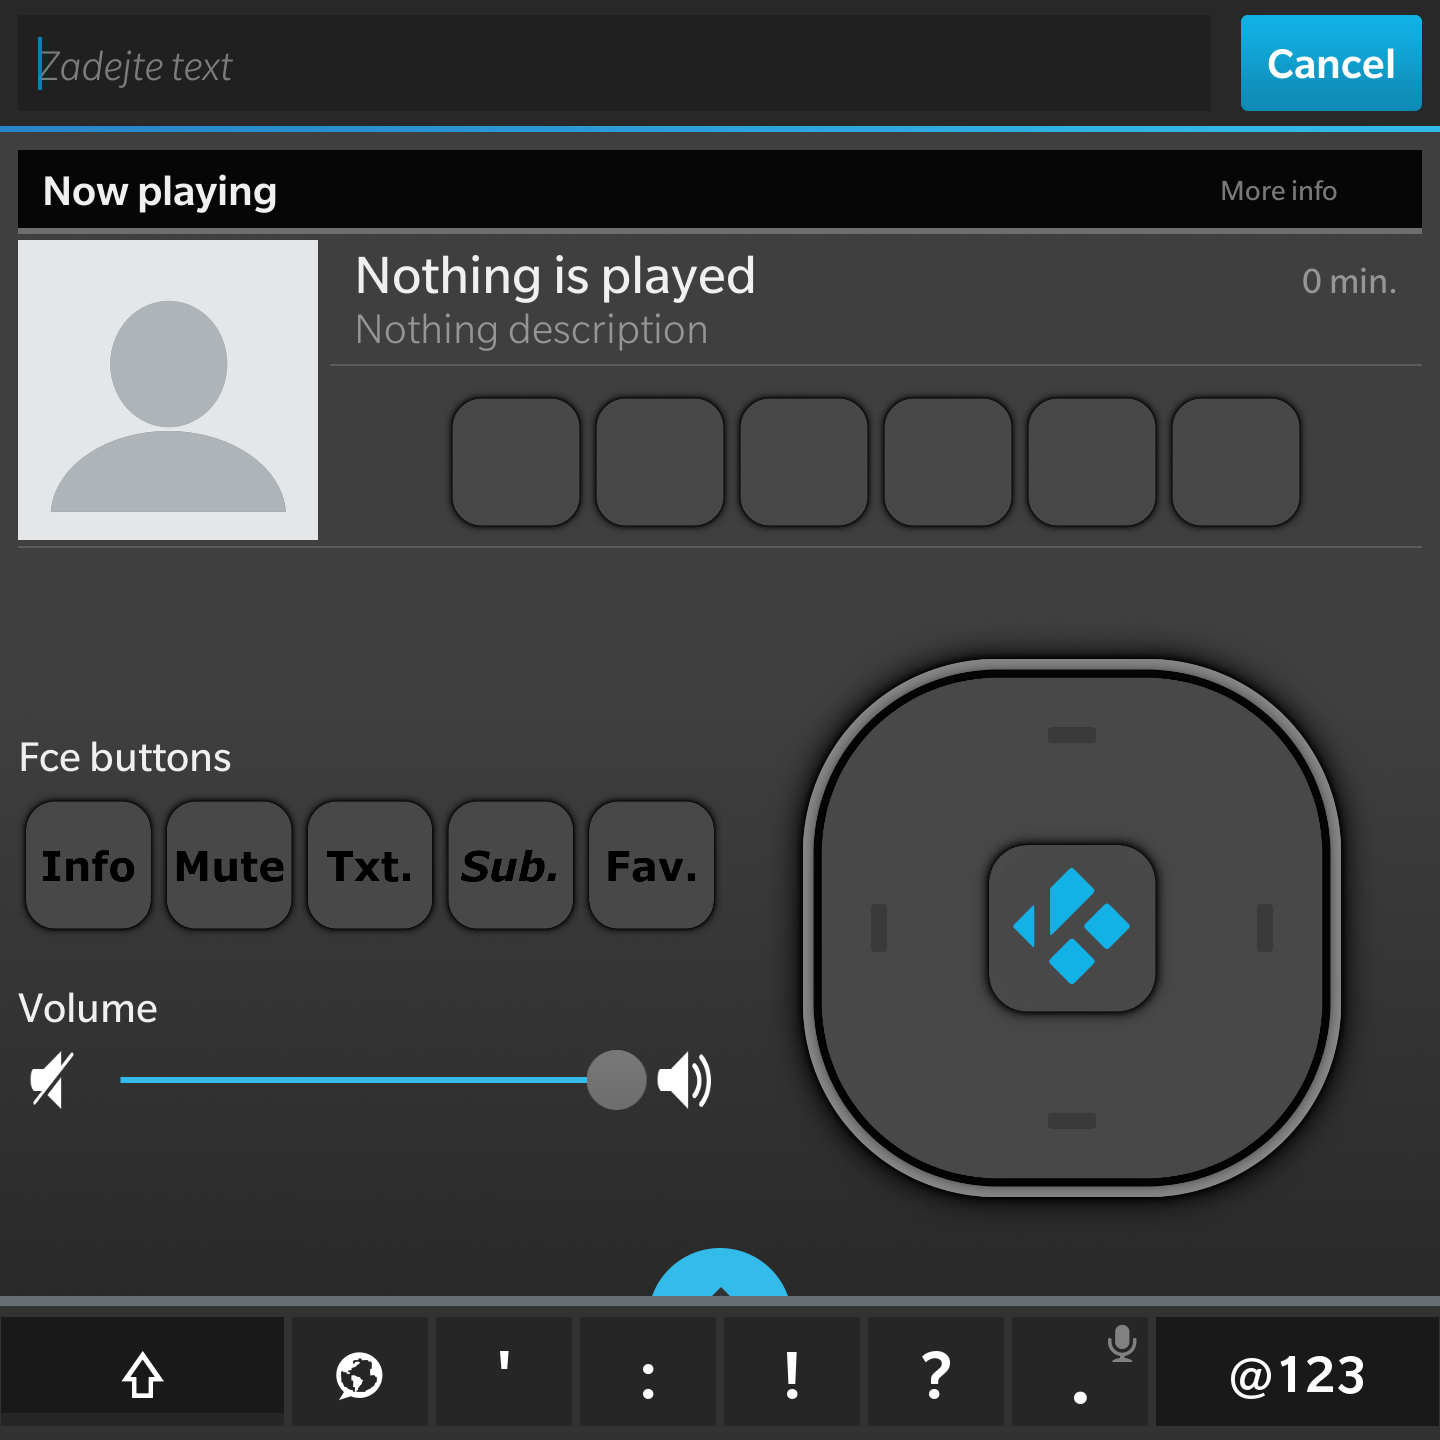 Zadejte text
Cancel
Now playing
More info
Nothing is played
0 min.
Nothing description
Fce buttons
Info
Mute
Txt.
Sub.
Fav.
Volume
' : ! ? . @123